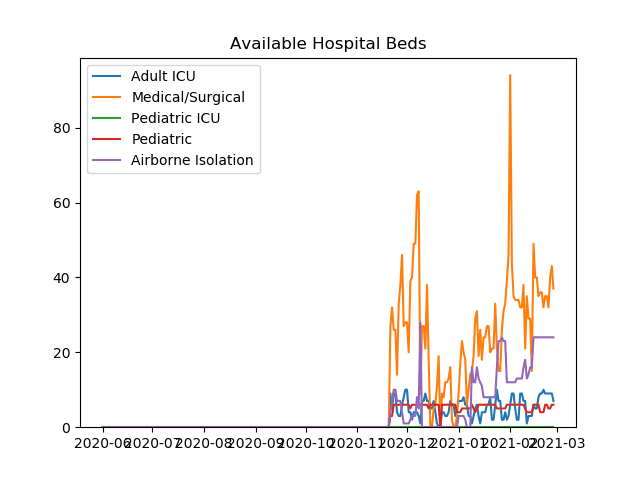 Available Hospital Beds
Adult ICU
Medical/Surgical
Pediatric ICU
Pediatric
Airborne Isolation
80
60
40
20
0
2020-06 2020-07 2020-08 2020-09 2020-10 2020-11 2020-12 2021-01 2021-02 2021-03